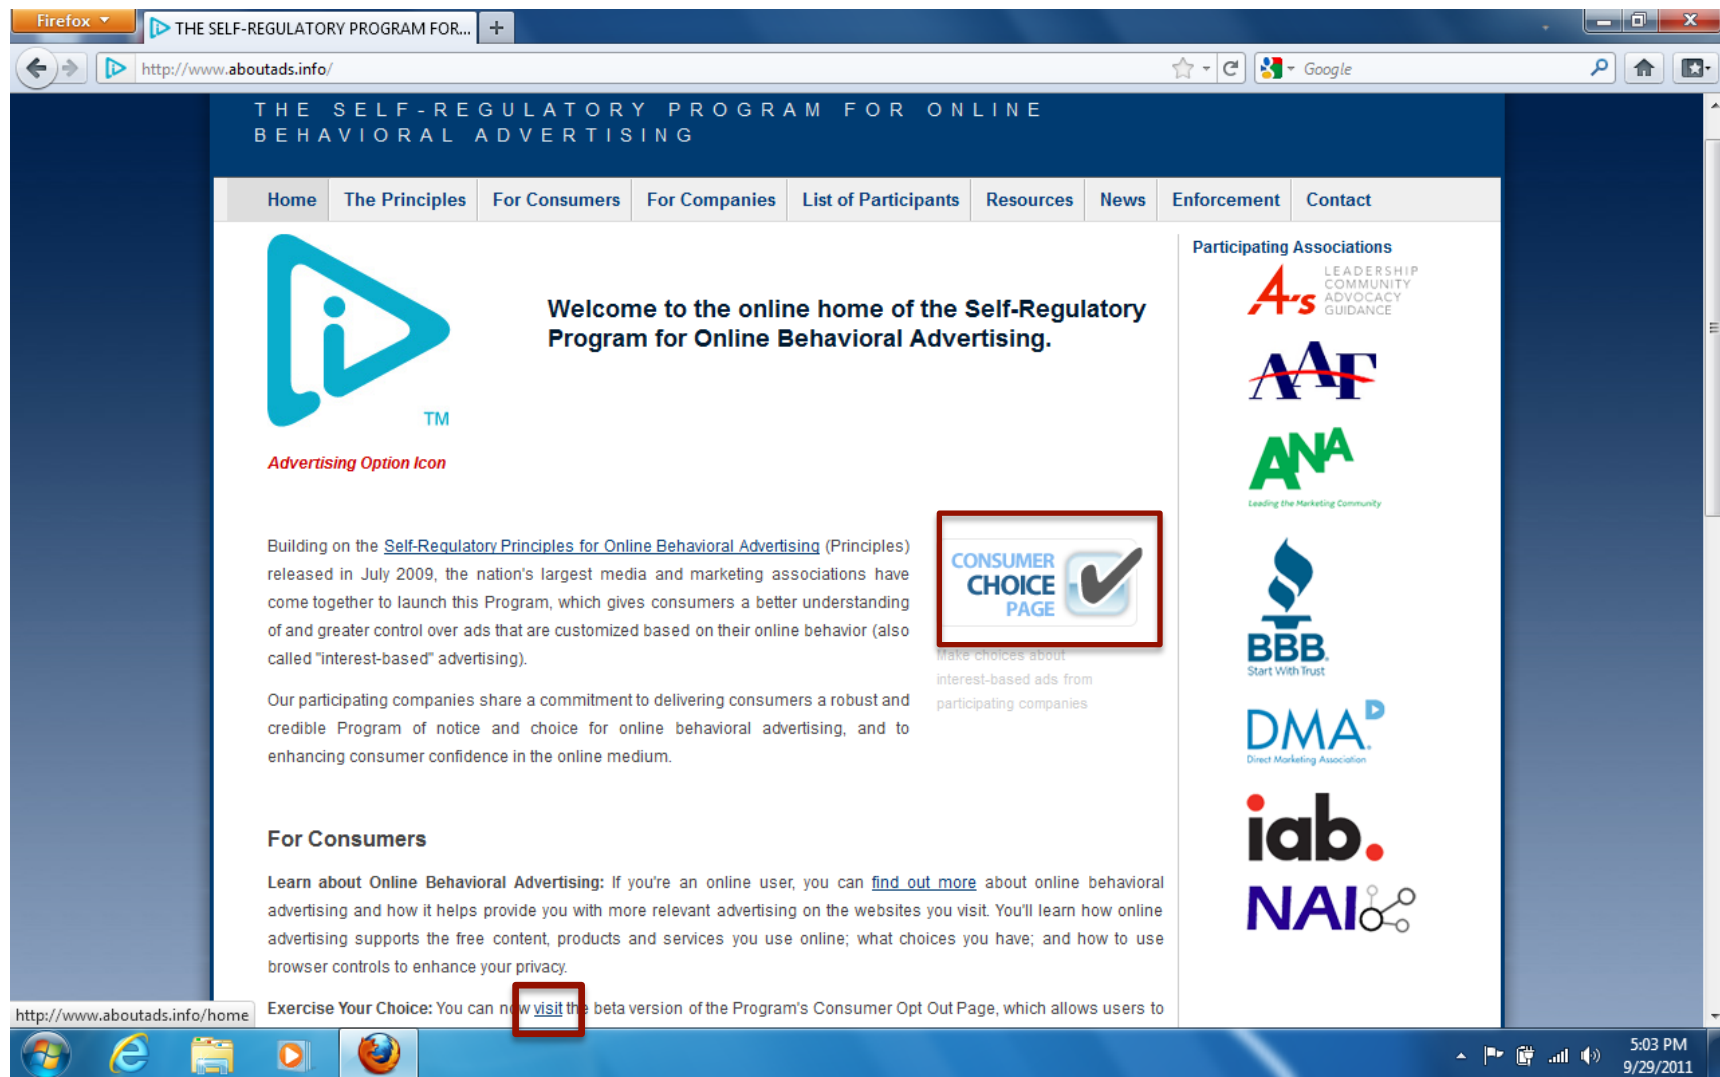 Firefox
THE SELF-REGULATORY PROGRAM FOR...
http://www.aboutads.info/
Google
THE SELF-REGULATORY PROGRAM FOR ONLINE
BEHAVIORAL ADVERTISING
Home The Principles For Consumers For Companies List of Participants Resources News Enforcement Contact
TM
Advertising Option Icon
Welcome to the online home of the Self-Regulatory
Program for Online Behavioral Advertising.
Building on the Self-Regulatory Principles for Online Behavioral Advertising (Principles)
released in July 2009, the nation's largest media and marketing associations have
come together to launch this Program, which gives consumers a better understanding
of and greater control over ads that are customized based on their online behavior (also
called "interest-based" advertising).
Our participating companies share a commitment to delivering consumers a robust and
credible Program of notice and choice for online behavioral advertising, and to
enhancing consumer confidence in the online medium.
CONSUMER
CHOICE
PAGE
Make choices about
interest-based ads from
participating companies
For Consumers
Learn about Online Behavioral Advertising: If you're an online user, you can find out more about online behavioral
advertising and how it helps provide you with more relevant advertising on the websites you visit. You'll learn how online
advertising supports the free content, products and services you use online; what choices you have; and how to use
browser controls to enhance your privacy.
Exercise Your Choice: You can now visit the beta version of the Program's Consumer Opt Out Page, which allows users to
Participating Associations
4A's
LEADERSHIP
COMMUNITY
ADVOCACY
GUIDANCE
AAF
ANA
Leading the Marketing Community
BBB.
Start With Trust
DMA
Direct Marketing Association
iab.
NAI
http://www.aboutads.info/home
5:03 PM
9/29/2011